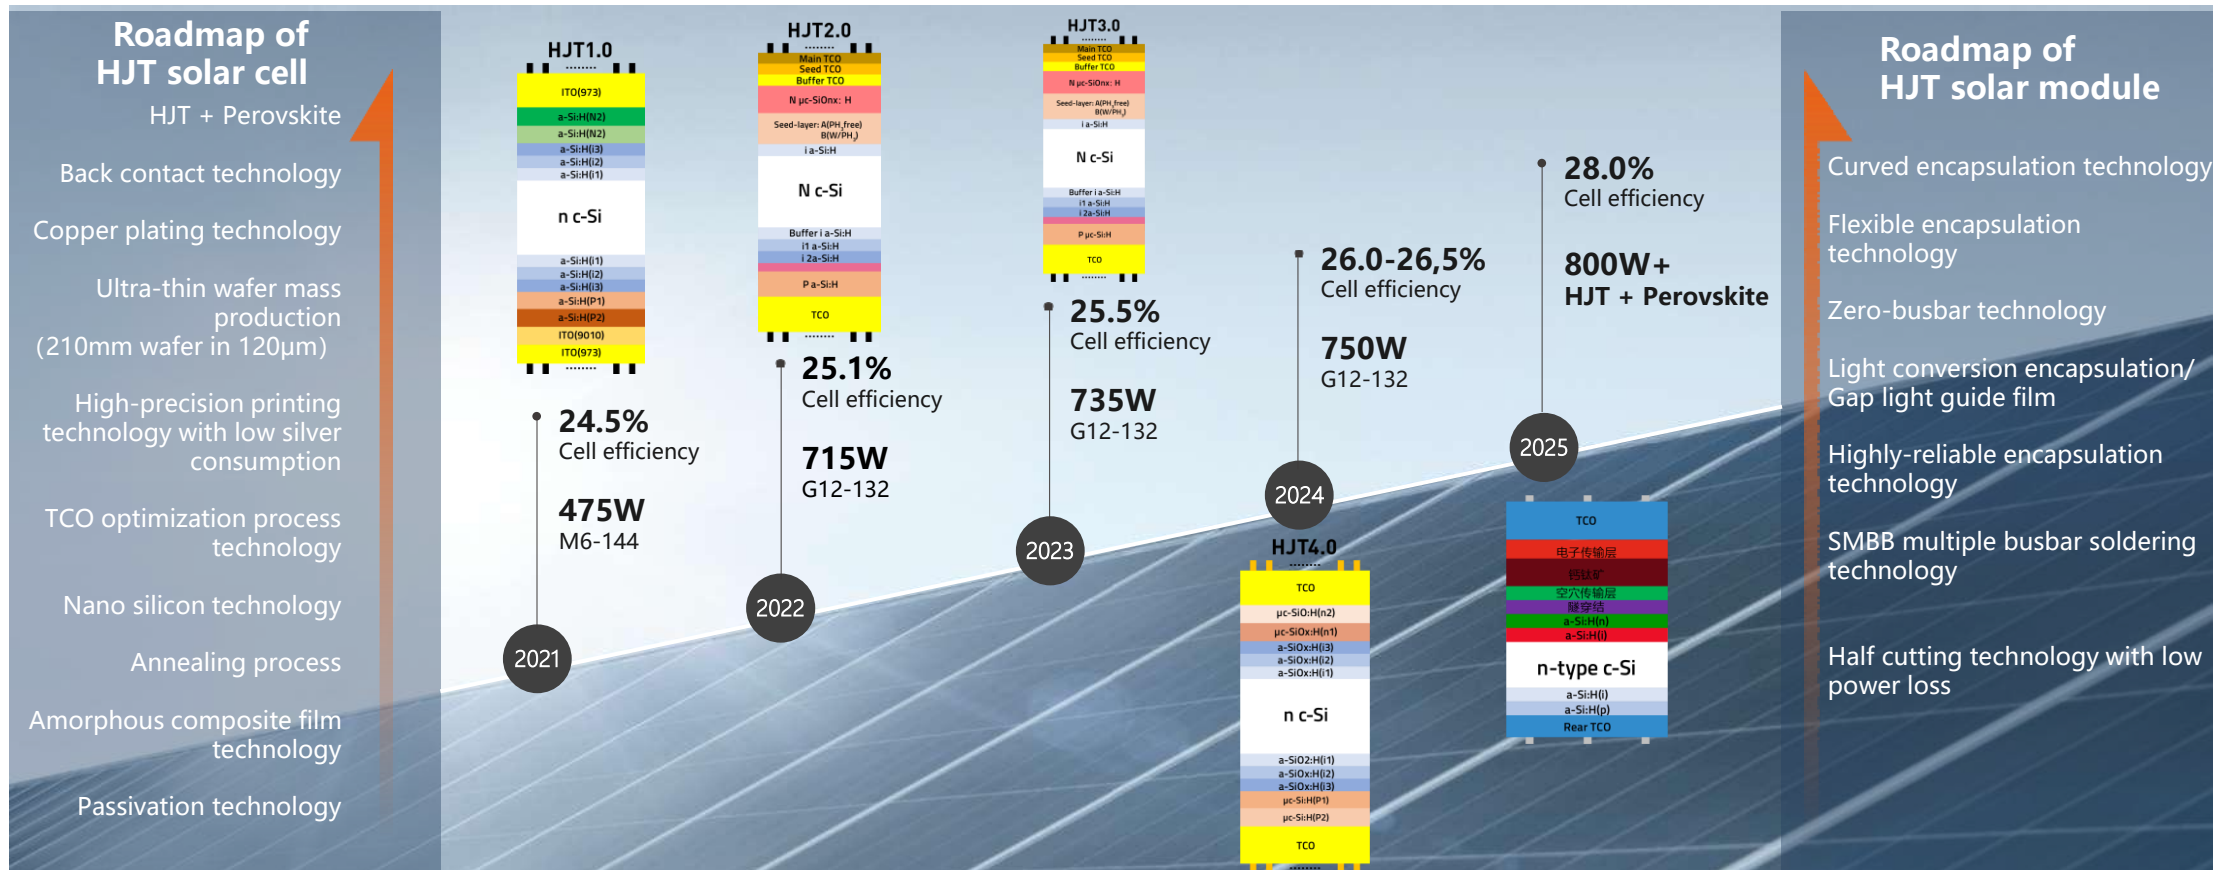 Roadmap of
HJT solar cell
HJT + Perovskite
Back contact technology
Copper plating technology
Ultra-thin wafer mass
production
(210mm wafer in 120μm)
High-precision printing
technology with low silver
consumption
TCO optimization process
technology
Nano silicon technology
Annealing process
Amorphous composite film
technology
Passivation technology
HJT1.0
ITO(973)
a-Si:H(N2)
a-Si:H(N2)
a-Si:H(i3)
a-Si:H(i2)
a-Si:H(i1)
n c-Si
a-Si:H(i1)
a-Si:H(i2)
a-Si:H(i3)
a-Si:H(P1)
a-Si:H(P2)
ITO(9010)
ITO(973)
24.5%
Cell efficiency
475W
M6-144
2021
HJT2.0
Main TCO
Seed TCO
Buffer TCO
N μc-SiOnx: H
Seed-layer: A(PH3free)
B(W/PH3)
i a-Si:H
N c-Si
Buffer i a-Si:H
i1 a-Si:H
i 2a-Si:H
P a-Si:H
TCO
25.1%
Cell efficiency
715W
G12-132
2022
HJT3.0
Main TCO
Seed TCO
Buffer TCO
N μc-SiOnx: H
Seed-layer: A(PH3free)
B(W/PH3)
i a-Si:H
N c-Si
Buffer i a-Si:H
i1 a-Si:H
i 2a-Si:H
P μc-Si:H
TCO
25.5%
Cell efficiency
735W
G12-132
2023
26.0-26,5%
Cell efficiency
750W
G12-132
2024
HJT4.0
TCO
μc-SiO:H(n2)
μc-SiOx:H(n1)
a-SiOx:H(i3)
a-SiOx:H(i2)
a-SiOx:H(i1)
n c-Si
a-SiO2:H(i1)
a-SiOx:H(i2)
a-SiOx:H(i3)
μc-Si:H(P1)
μc-Si:H(P2)
TCO
28.0%
Cell efficiency
800W+
HJT + Perovskite
2025
TCO
电子传输层
钙钛矿
空穴传输层
隧穿结
a-Si:H(n)
a-Si:H(i)
n-type c-Si
a-Si:H(i)
a-Si:H(p)
Rear TCO
Roadmap of
HJT solar module
Curved encapsulation technology
Flexible encapsulation
technology
Zero-busbar technology
Light conversion encapsulation/
Gap light guide film
Highly-reliable encapsulation
technology
SMBB multiple busbar soldering
technology
Half cutting technology with low
power loss